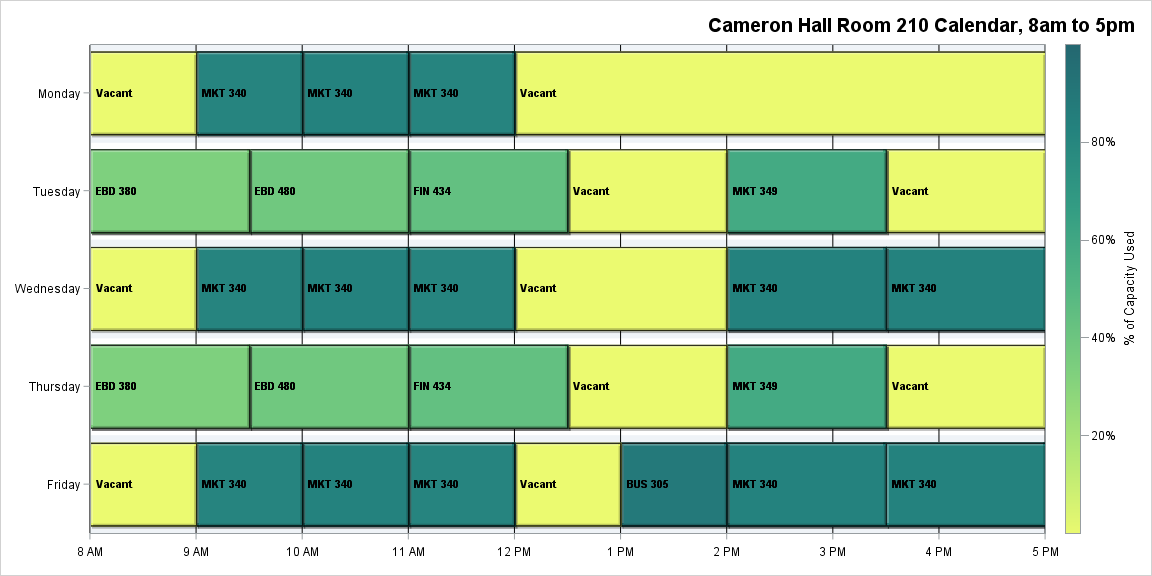 Cameron Hall Room 210 Calendar, 8am to 5pm
Monday
Vacant
MKT 340
MKT 340
MKT 340
Vacant
Tuesday
EBD 380
EBD 480
FIN 434
Vacant
MKT 349
Vacant
Wednesday
Vacant
MKT 340
MKT 340
MKT 340
Vacant
MKT 340
MKT 340
Thursday
EBD 380
EBD 480
FIN 434
Vacant
MKT 349
Vacant
Friday
Vacant
MKT 340
MKT 340
MKT 340
Vacant
BUS 305
MKT 340
MKT 340
8 AM
9 AM
10 AM
11 AM
12 PM
1 PM
2 PM
3 PM
4 PM
5 PM
80%
60%
40%
20%
% of Capacity Used